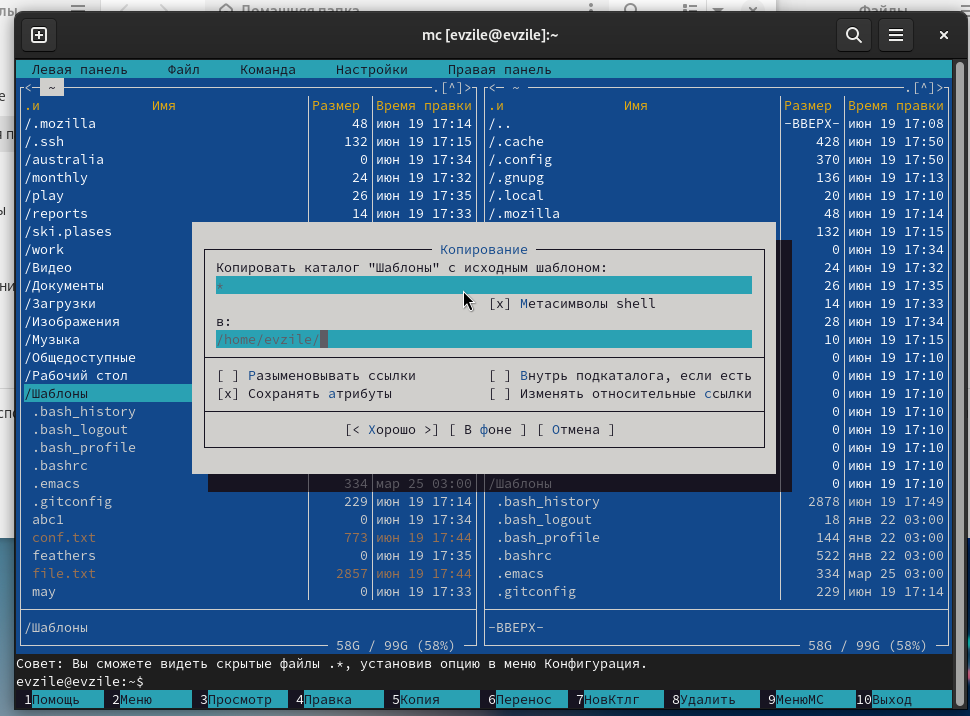 Домашняя папка
Файлы
mc [evzile@evzile]:~
Левая панель Файл Команда Настройки Правая панель
<─ ~ ─.[^]>┐ <─ ~ ─.[^]>┐
.и Имя Размер Время правки .и Имя Размер Время правки
/.mozilla 48 июн 19 17:14 /.. -ВВЕРХ- июн 19 17:08
/.ssh 132 июн 19 17:15 /.cache 428 июн 19 17:50
/australia 0 июн 19 17:34 /.config 370 июн 19 17:50
/monthly 24 июн 19 17:32 /.gnupg 136 июн 19 17:13
/play 26 июн 19 17:35 /.local 20 июн 19 17:10
/reports 14 июн 19 17:33 /.mozilla 48 июн 19 17:14
/ski.plases 132 июн 19 17:15
/work 0 июн 19 17:34
/Видео 24 июн 19 17:32
/Документы 26 июн 19 17:35
/Загрузки 14 июн 19 17:33
/Изображения 28 июн 19 17:34
/Музыка 10 июн 19 17:15
/Общедоступные 0 июн 19 17:10
/Рабочий стол 0 июн 19 17:10
/Шаблоны 0 июн 19 17:10
.bash_history 0 июн 19 17:10
.bash_logout 0 июн 19 17:10
.bash_profile 0 июн 19 17:10
.bashrc 0 июн 19 17:10
.emacs 334 мар 25 03:00 /Шаблоны 0 июн 19 17:10
.gitconfig 229 июн 19 17:14 .bash_history 2878 июн 19 17:49
abc1 0 июн 19 17:34 .bash_logout 18 янв 22 03:00
conf.txt 773 июн 19 17:44 .bash_profile 144 янв 22 03:00
feathers 0 июн 19 17:35 .bashrc 522 янв 22 03:00
file.txt 2857 июн 19 17:44 .emacs 334 мар 25 03:00
may 0 июн 19 17:33 .gitconfig 229 июн 19 17:14
Копирование
Копировать каталог "Шаблоны" с исходным шаблоном:
*
[x] Метасимволы shell
в:
/home/evzile/
[ ] Разыменовывать ссылки [ ] Внутрь подкаталога, если есть
[x] Сохранять атрибуты [ ] Изменять относительные ссылки
[< Хорошо >] [ В фоне ] [ Отмена ]
/Шаблоны -ВВЕРХ-
58G / 99G (58%) 58G / 99G (58%)
Совет: Вы сможете видеть скрытые файлы .*, установив опцию в меню Конфигурация.
evzile@evzile:~$
1Помощь 2Меню 3Просмотр 4Правка 5Копия 6Перенос 7НовКтлг 8Удалить 9МенюМС 10Выход